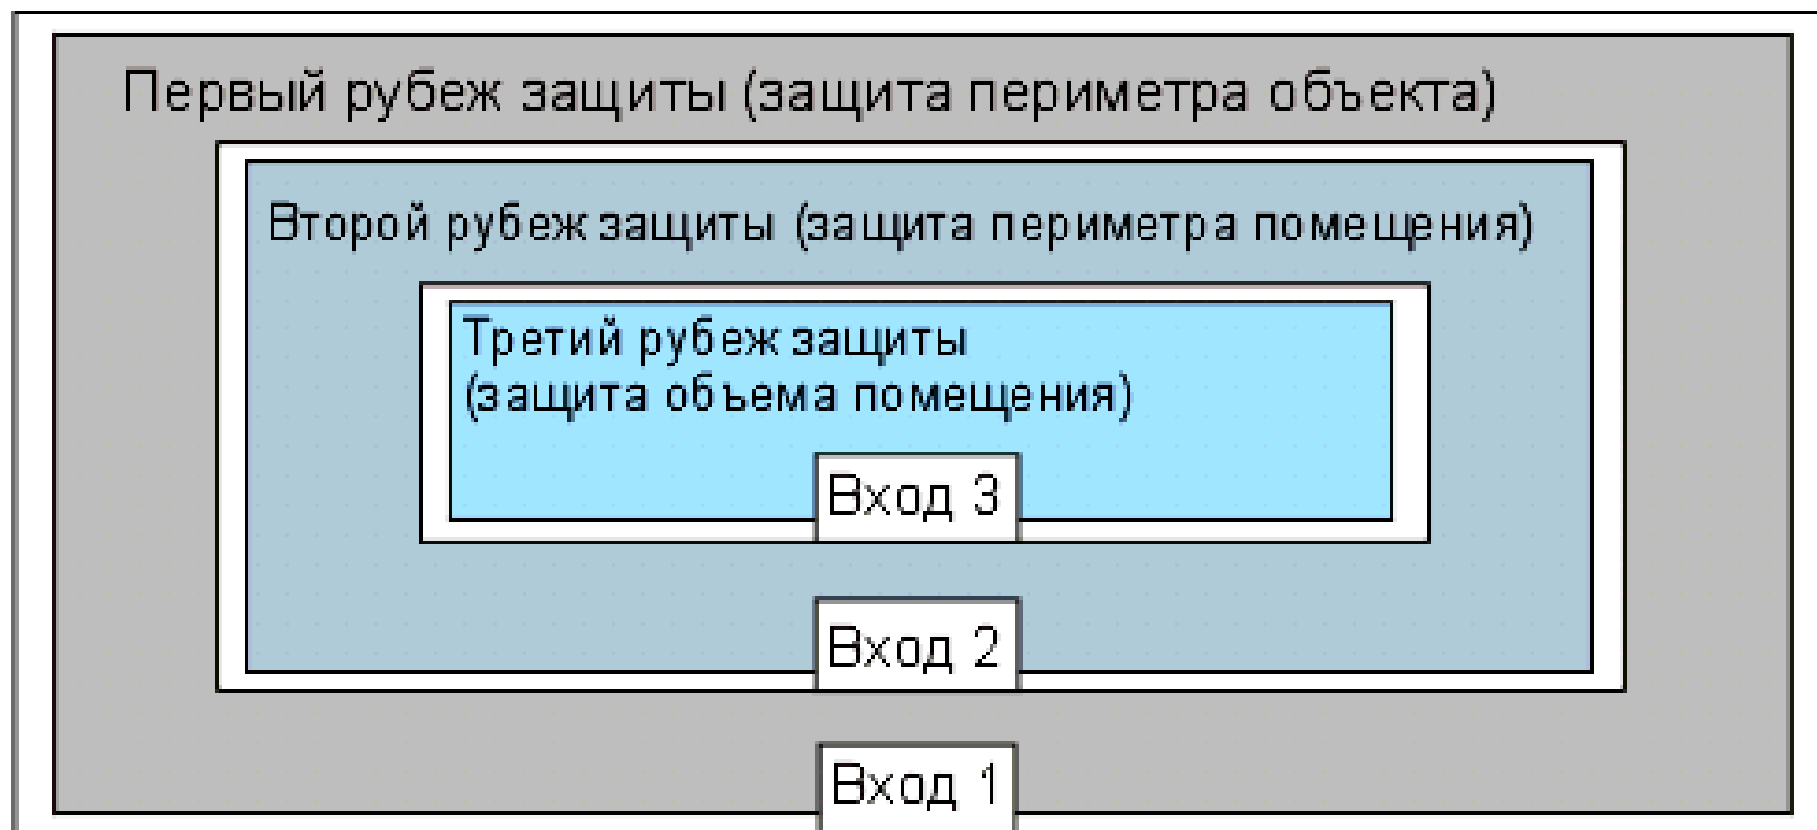 Первый рубеж защиты (защита периметра объекта)
Второй рубеж защиты (защита периметра помещения)
Третий рубеж защиты
(защита объема помещения)
Вход 3
Вход 2
Вход 1